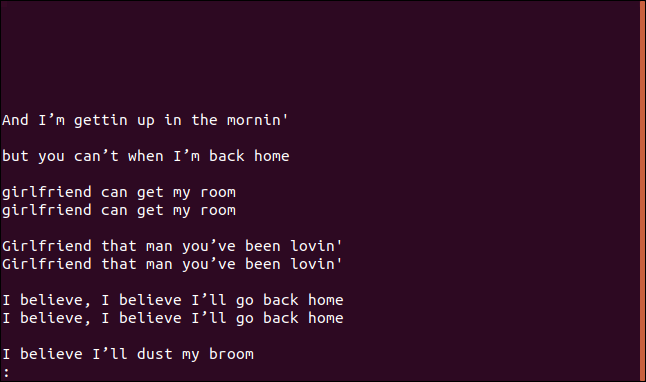 And I’m gettin up in the mornin'
but you can’t when I’m back home
girlfriend can get my room
girlfriend can get my room
Girlfriend that man you’ve been lovin'
Girlfriend that man you’ve been lovin'
I believe, I believe I’ll go back home
I believe, I believe I’ll go back home
I believe I’ll dust my broom
: